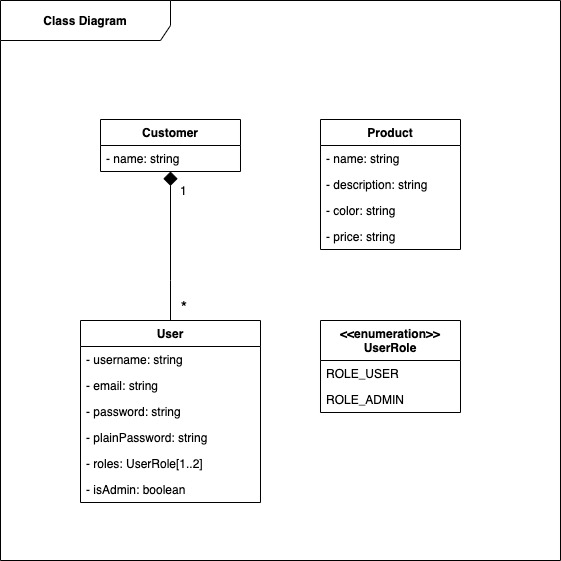 Class Diagram
Customer
- name: string
1
*
User
- username: string
- email: string
- password: string
- plainPassword: string
- roles: UserRole[1..2]
- isAdmin: boolean
Product
- name: string
- description: string
- color: string
- price: string
<<enumeration>>
UserRole
ROLE_USER
ROLE_ADMIN